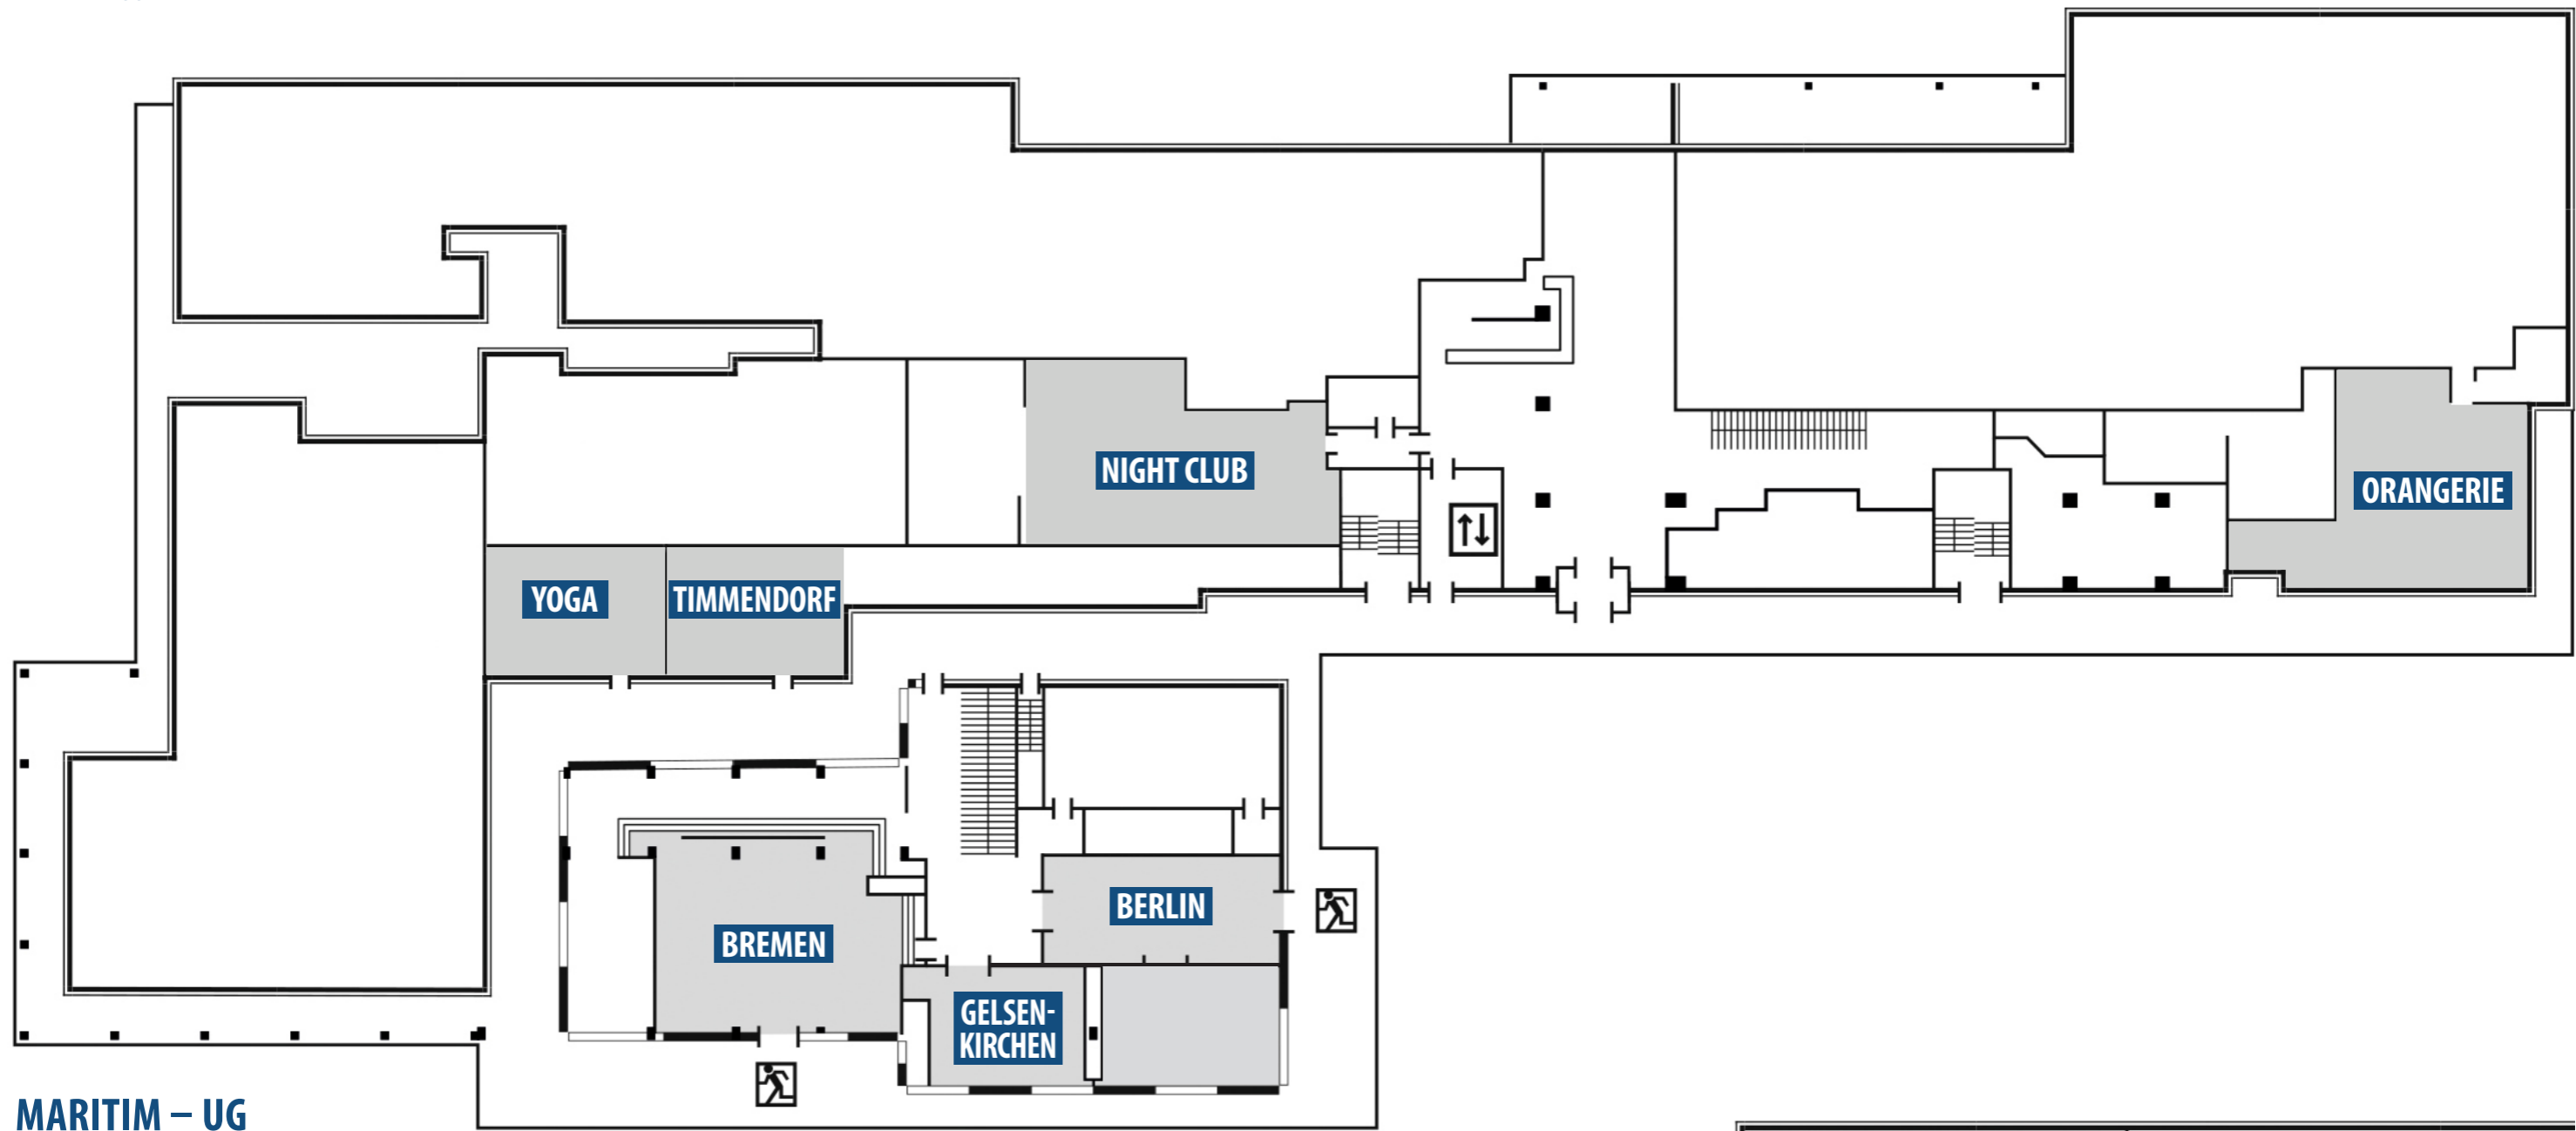 NIGHT CLUB
ORANGERIE
YOGA
TIMMENDORF
BERLIN
BREMEN
GELSEN-
KIRCHEN
MARITIM – UG